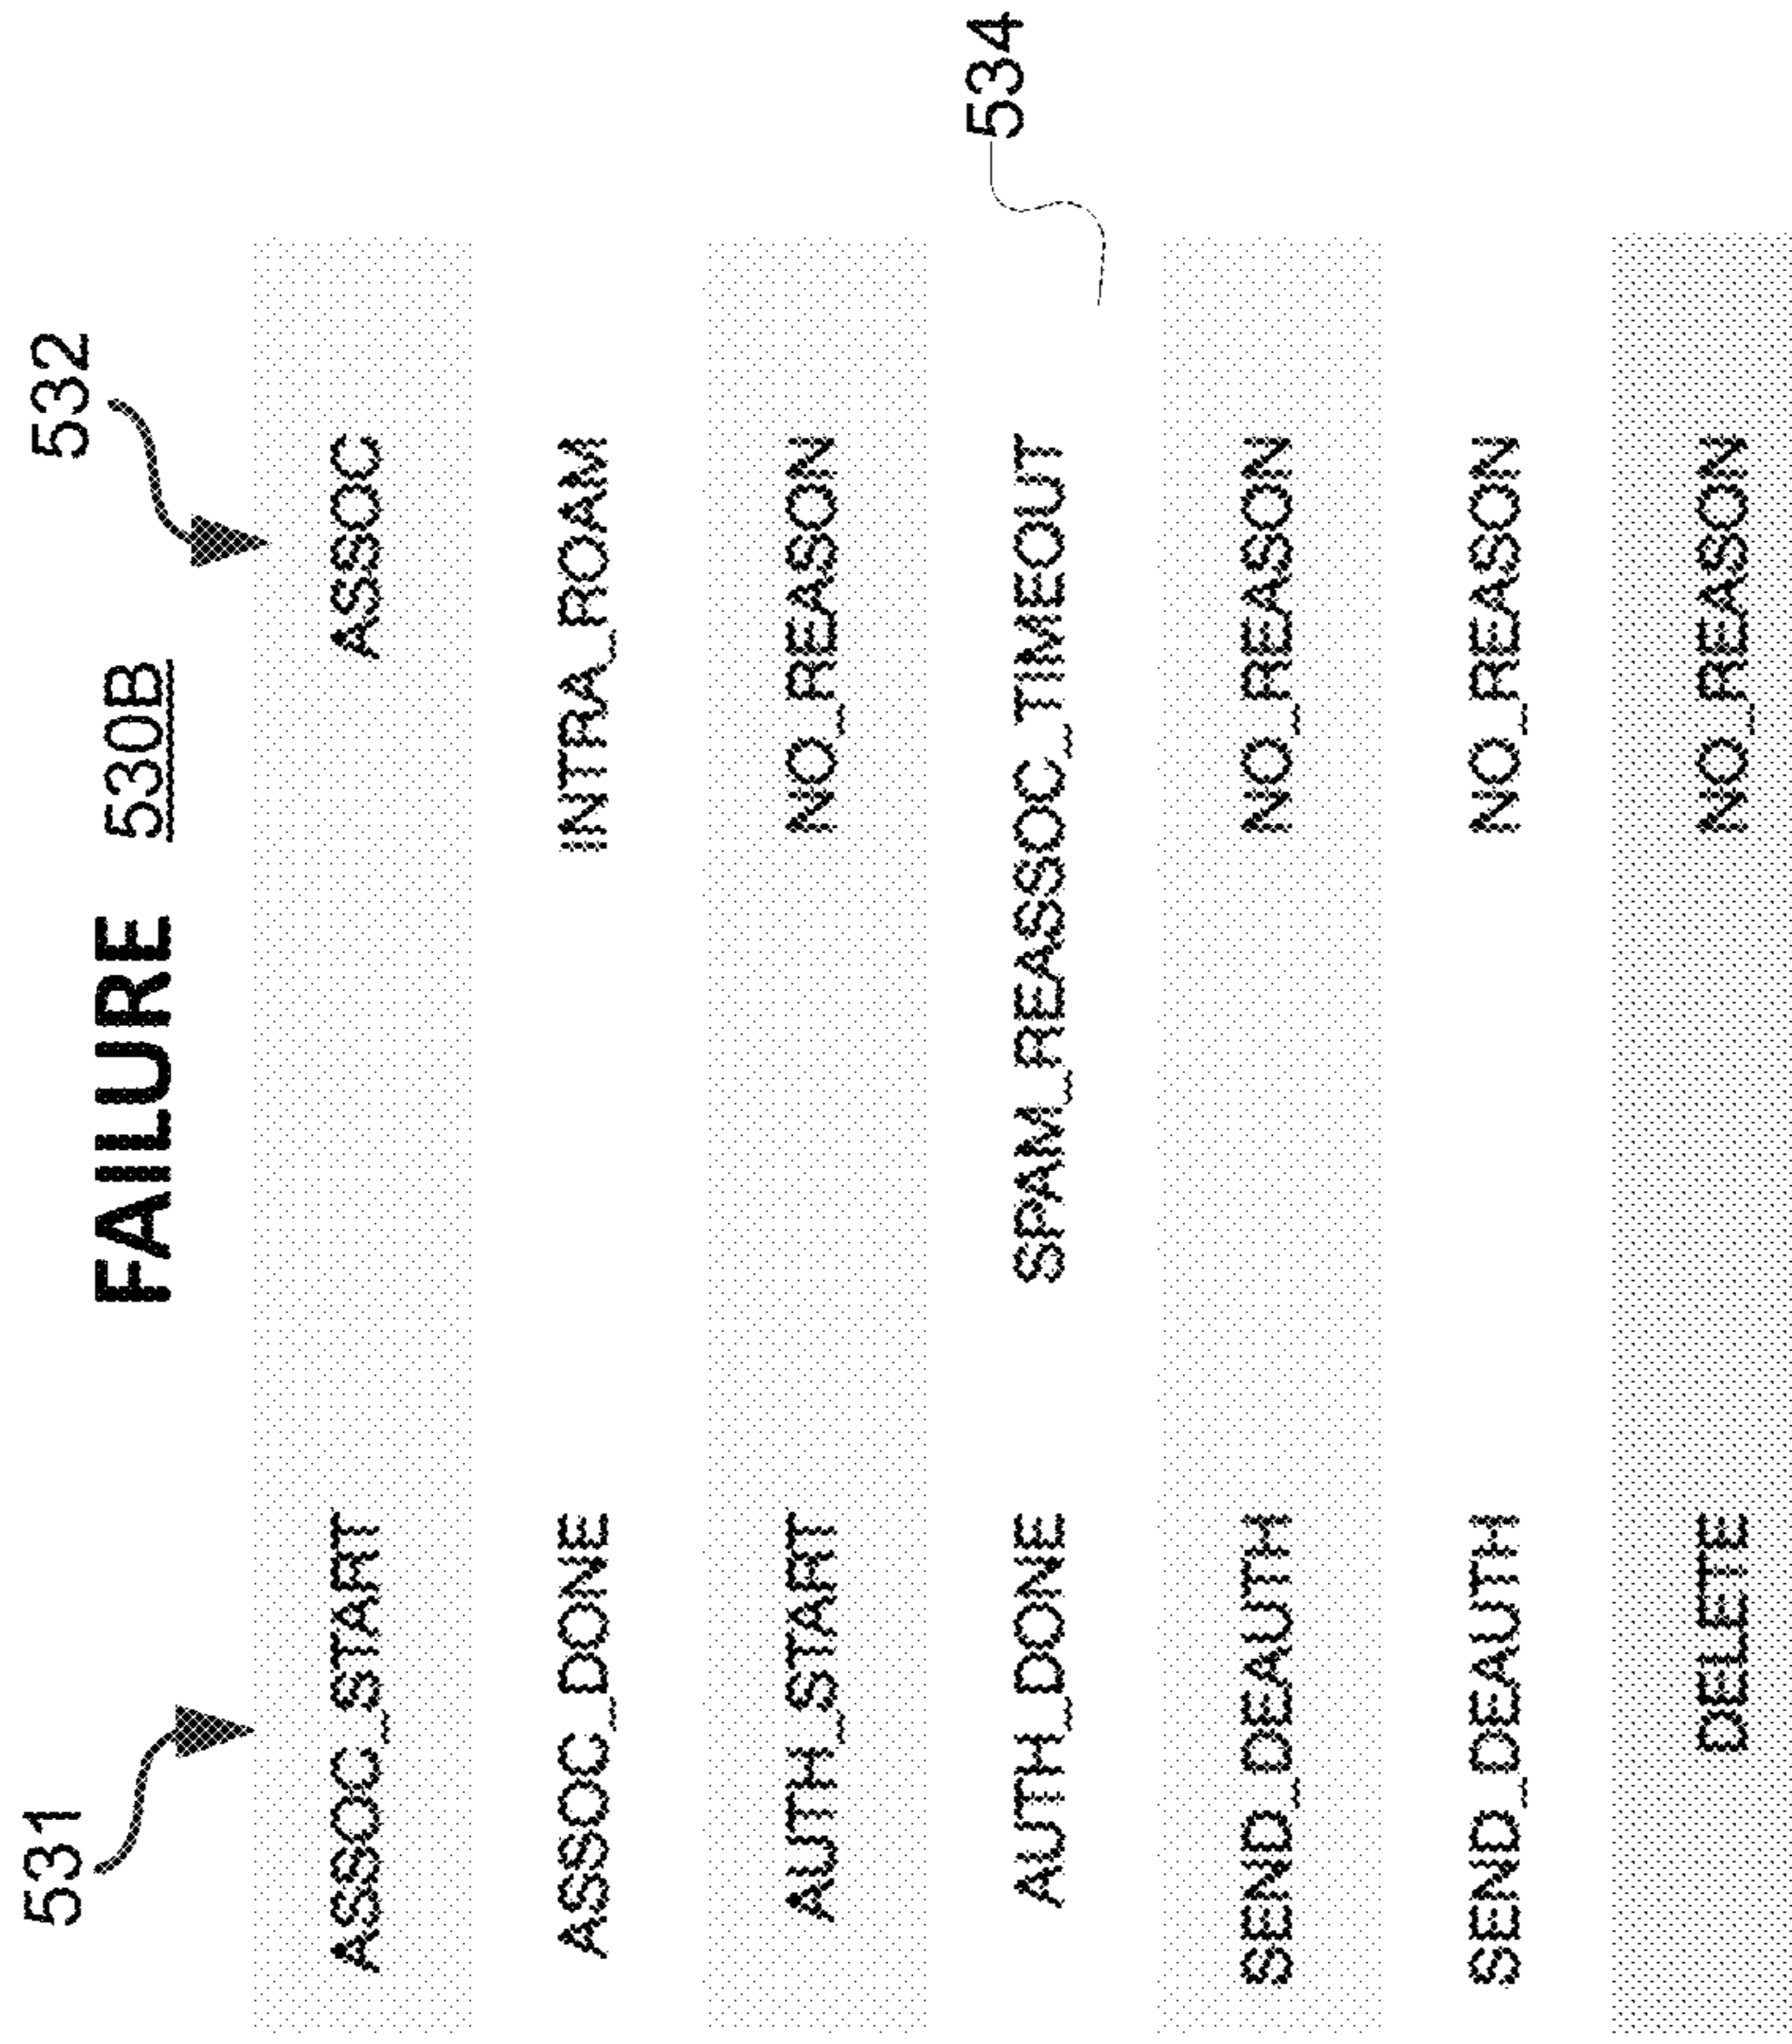 FAILURE 530B
531 532
ASSOC_START ASSOC
ASSOC_DONE INTRA_ROAM
AUTH_START NO_REASON
AUTH_DONE SPAM_REASSOC_TIMEOUT
534
SEND_DEAUTH NO_REASON
SEND_DEAUTH NO_REASON
DELETE NO_REASON